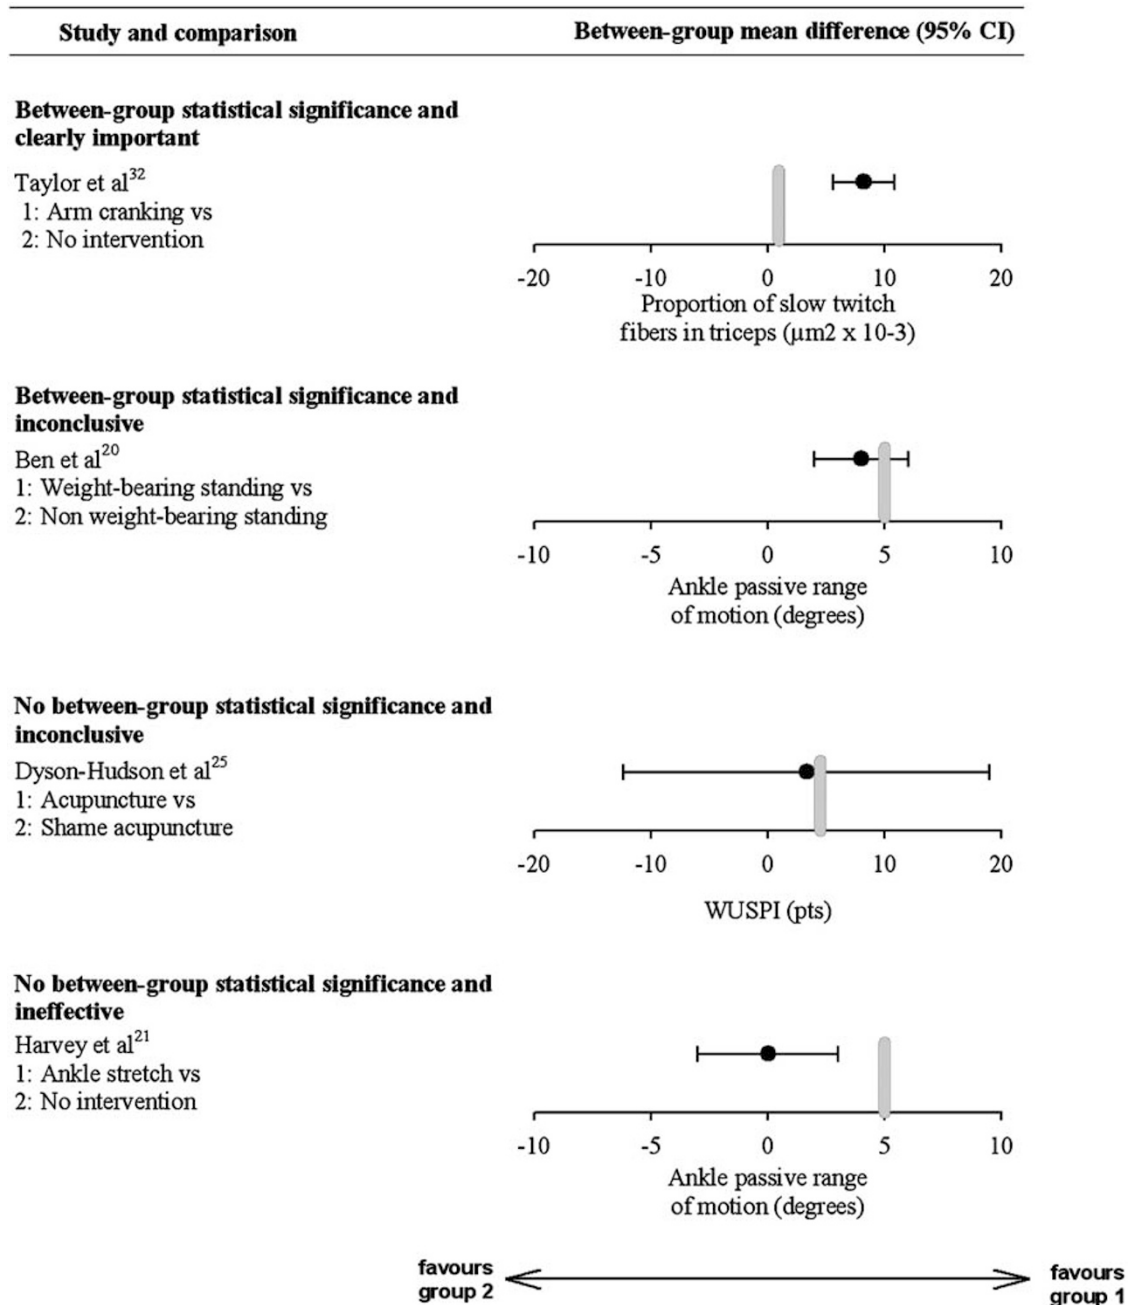 Study and comparison
Between-group mean difference (95% CI)
Between-group statistical significance and
clearly important
Taylor et al32
1: Arm cranking vs
2: No intervention
-20 -10 0 10 20
Proportion of slow twitch
fibers in triceps (µm2 x 10-3)
Between-group statistical significance and
inconclusive
Ben et al20
1: Weight-bearing standing vs
2: Non weight-bearing standing
-10 -5 0 5 10
Ankle passive range
of motion (degrees)
No between-group statistical significance and
inconclusive
Dyson-Hudson et al25
1: Acupuncture vs
2: Shame acupuncture
-20 -10 0 10 20
WUSPI (pts)
No between-group statistical significance and
ineffective
Harvey et al21
1: Ankle stretch vs
2: No intervention
-10 -5 0 5 10
Ankle passive range
of motion (degrees)
favours
group 2
favours
group 1